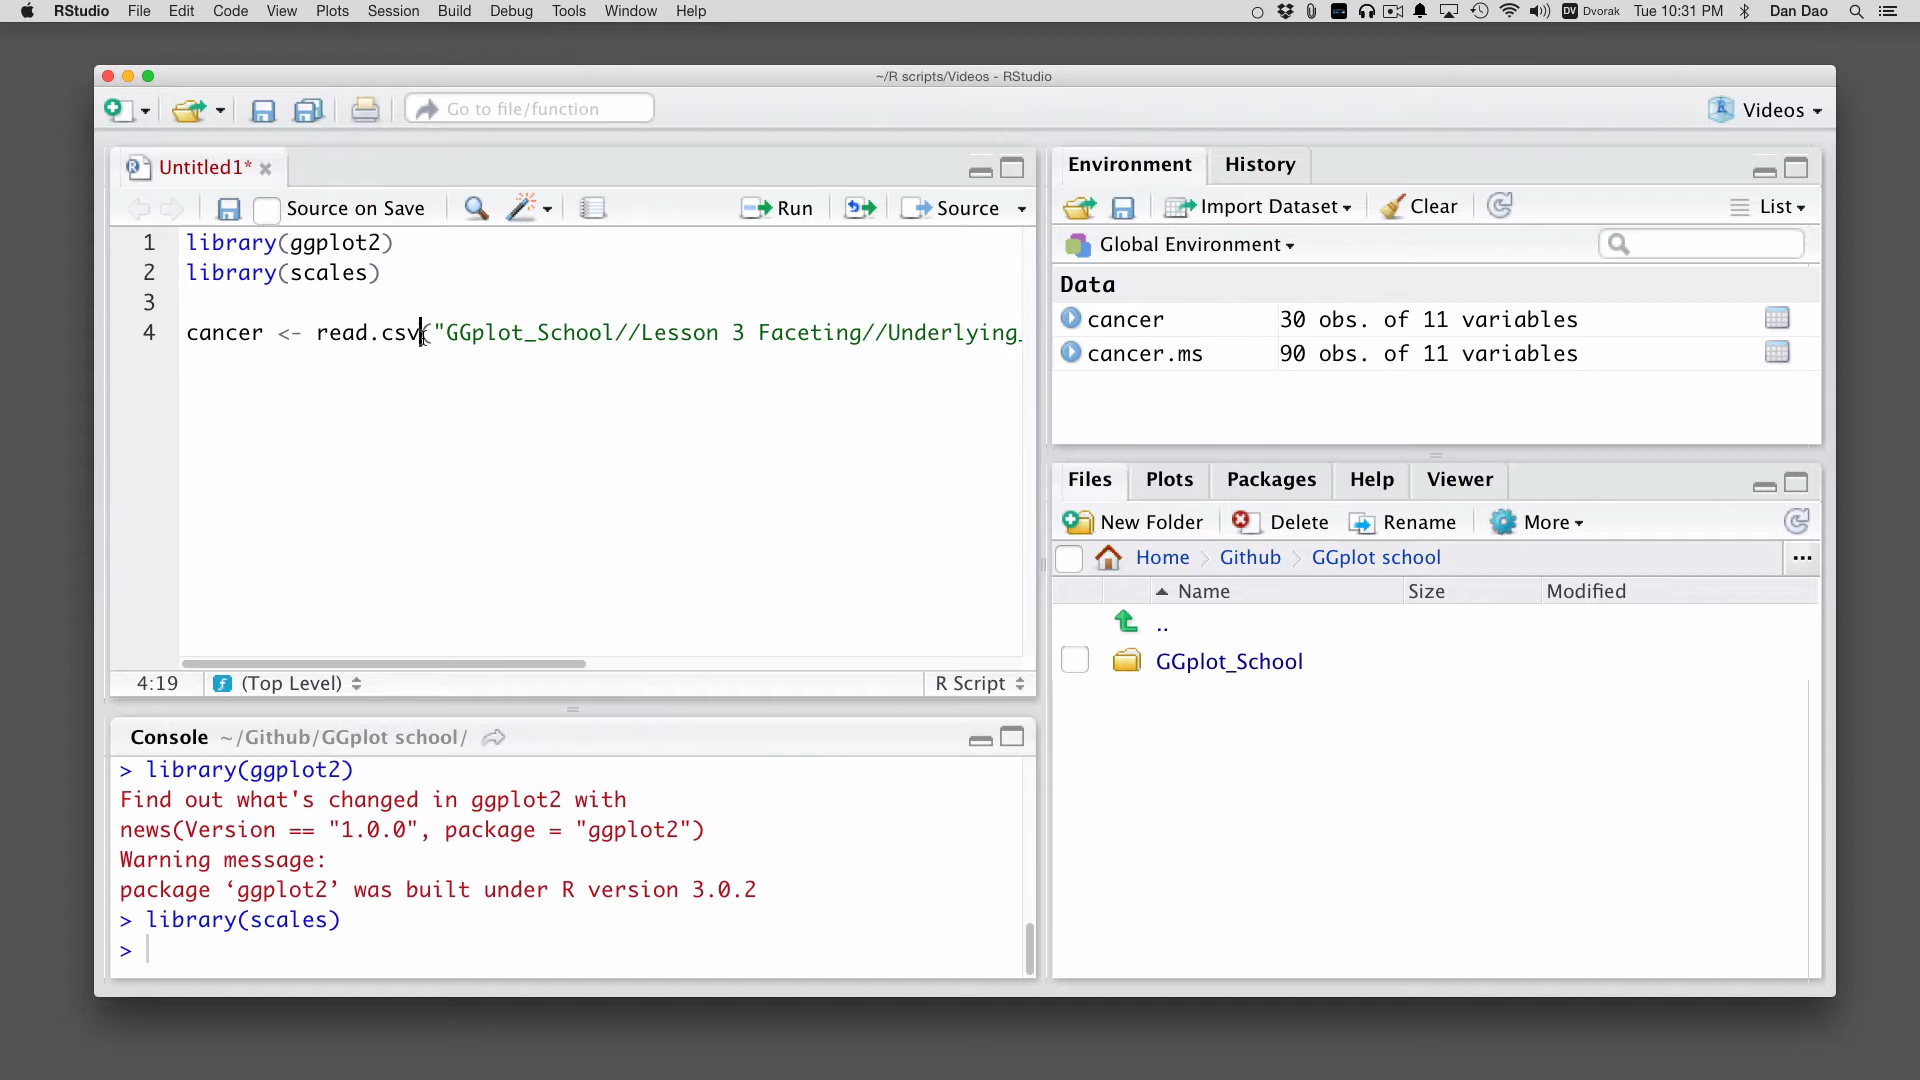 RStudio File Edit Code View Plots Session Build Debug Tools Window Help DV Dvorak Tue 10:31 PM Dan Dao
~/R scripts/Videos - RStudio
Go to file/function Videos
Untitled1*
Source on Save Run Source
1 library(ggplot2)
2 library(scales)
3
4 cancer <- read.csv("GGplot_School//Lesson 3 Faceting//Underlying_
4:19 (Top Level) R Script
Console ~/Github/GGplot school/
> library(ggplot2)
Find out what's changed in ggplot2 with
news(Version == "1.0.0", package = "ggplot2")
Warning message:
package ‘ggplot2’ was built under R version 3.0.2
> library(scales)
>
Environment History
Import Dataset Clear List
Global Environment
Data
cancer 30 obs. of 11 variables
cancer.ms 90 obs. of 11 variables
Files Plots Packages Help Viewer
New Folder Delete Rename More
Home Github GGplot school ...
Name Size Modified
..
GGplot_School